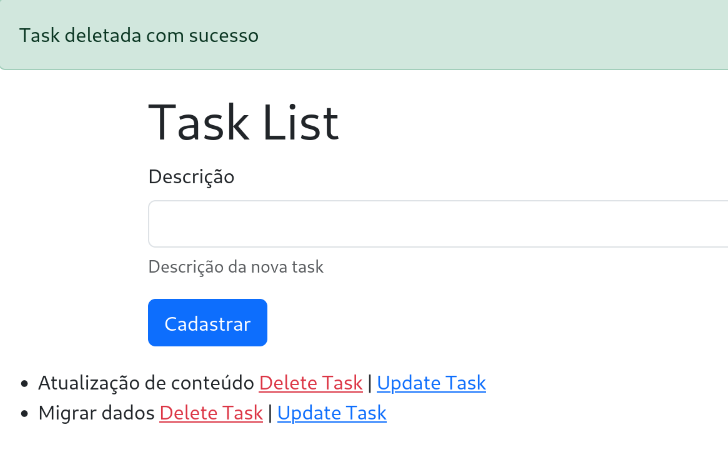 Task deletada com sucesso
Task List
Descrição
Descrição da nova task
Cadastrar
Atualização de conteúdo Delete Task | Update Task
Migrar dados Delete Task | Update Task